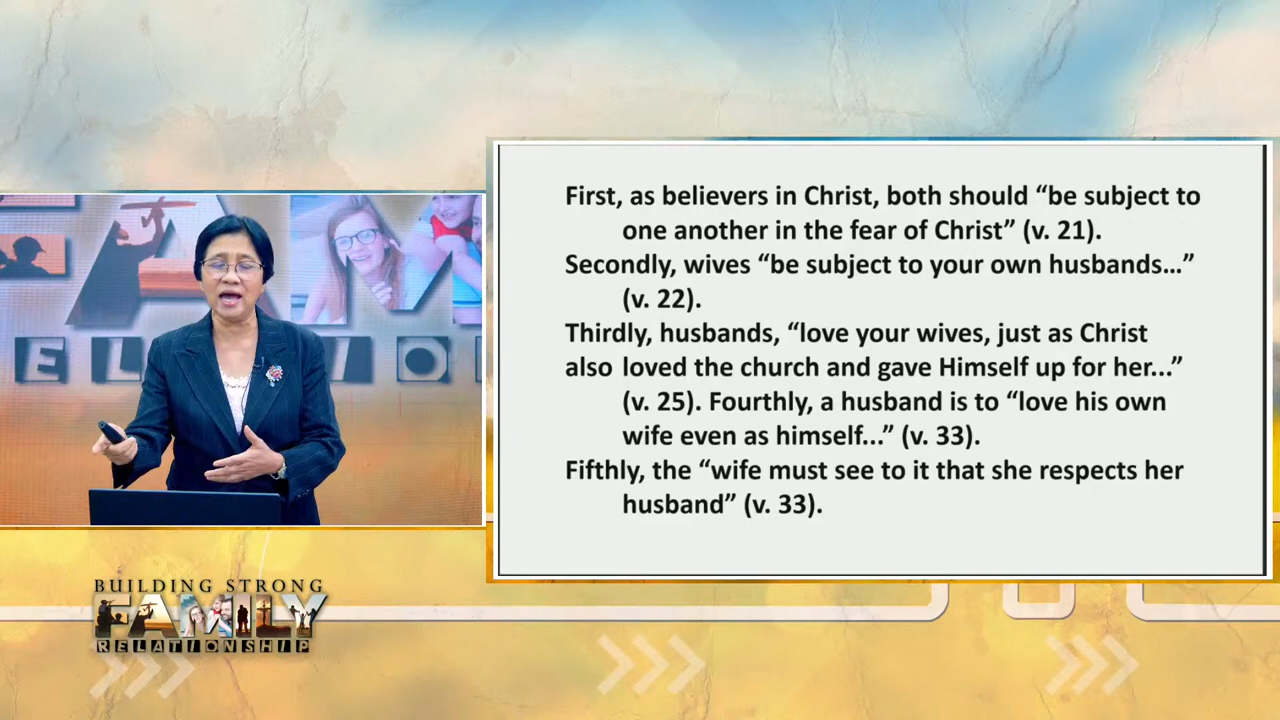 First, as believers in Christ, both should “be subject to
one another in the fear of Christ” (v. 21).
Secondly, wives “be subject to your own husbands…”
(v. 22).
Thirdly, husbands, “love your wives, just as Christ
also loved the church and gave Himself up for her...”
(v. 25). Fourthly, a husband is to “love his own
wife even as himself...” (v. 33).
Fifthly, the “wife must see to it that she respects her
husband” (v. 33).
BUILDING STRONG
FAMILY
RELATIONSHIP